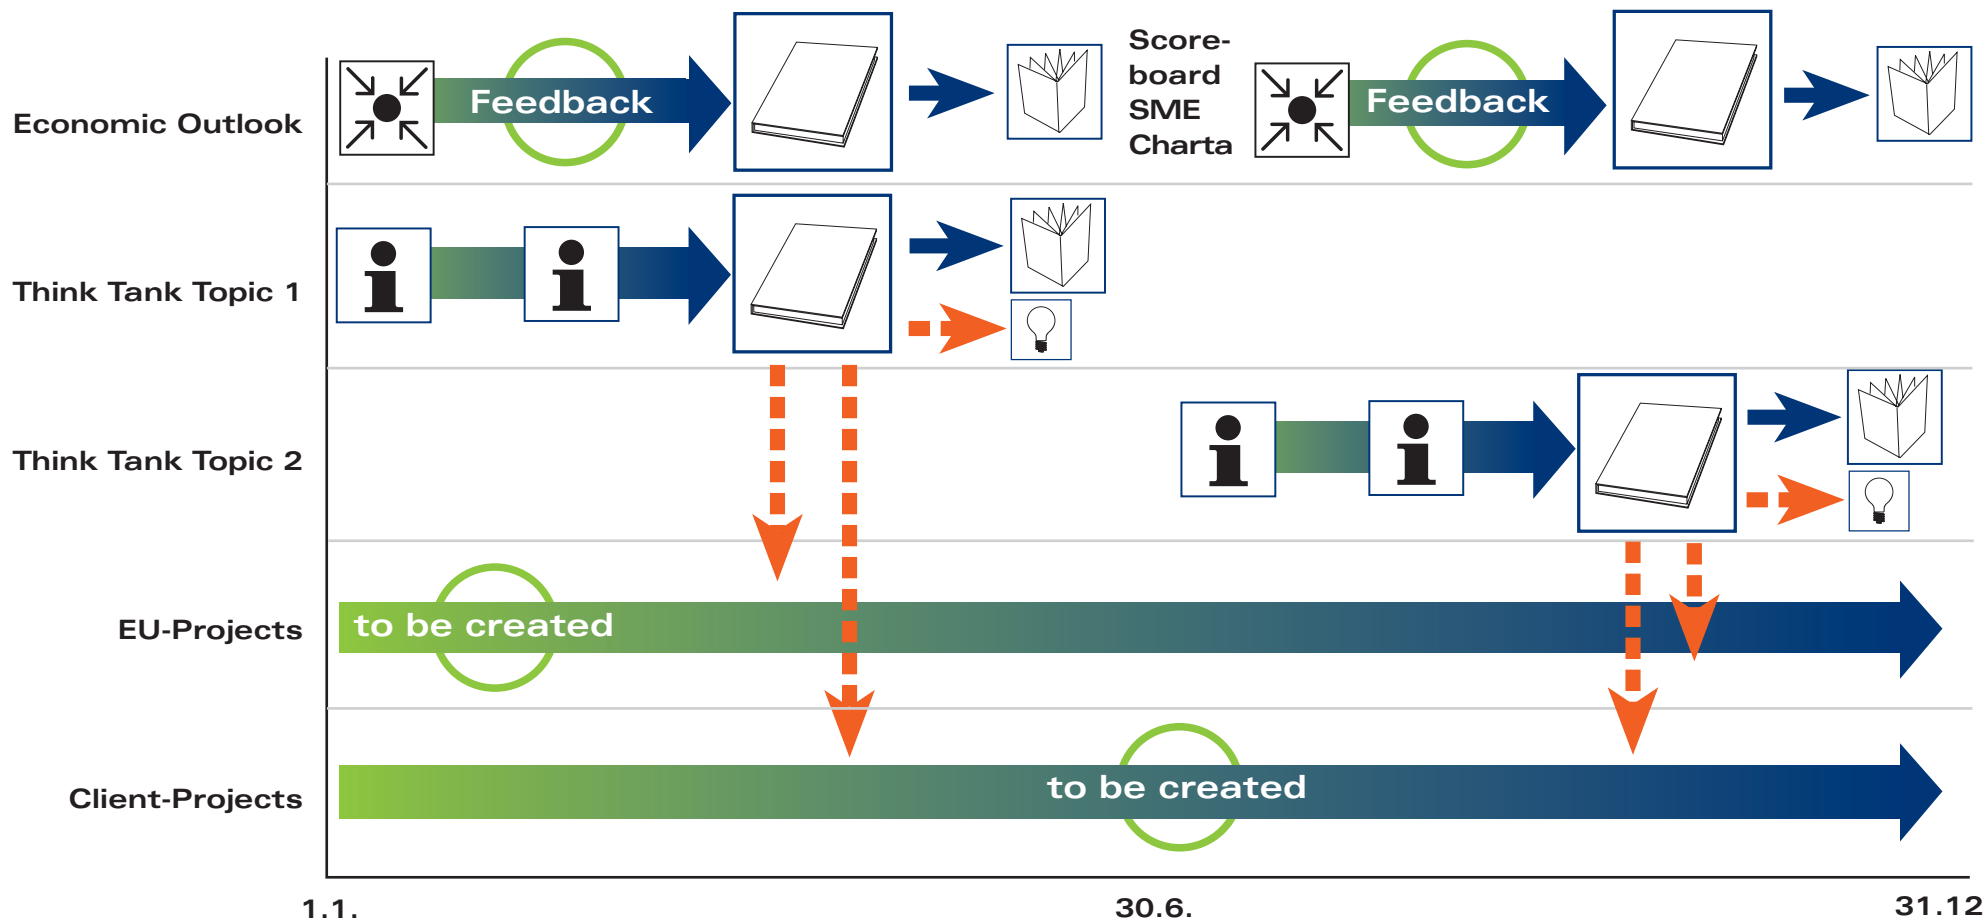 Economic Outlook
Feedback
Score-
board
SME
Charta
Feedback
Think Tank Topic 1
Think Tank Topic 2
EU-Projects
to be created
Client-Projects
to be created
1.1.
30.6.
31.12